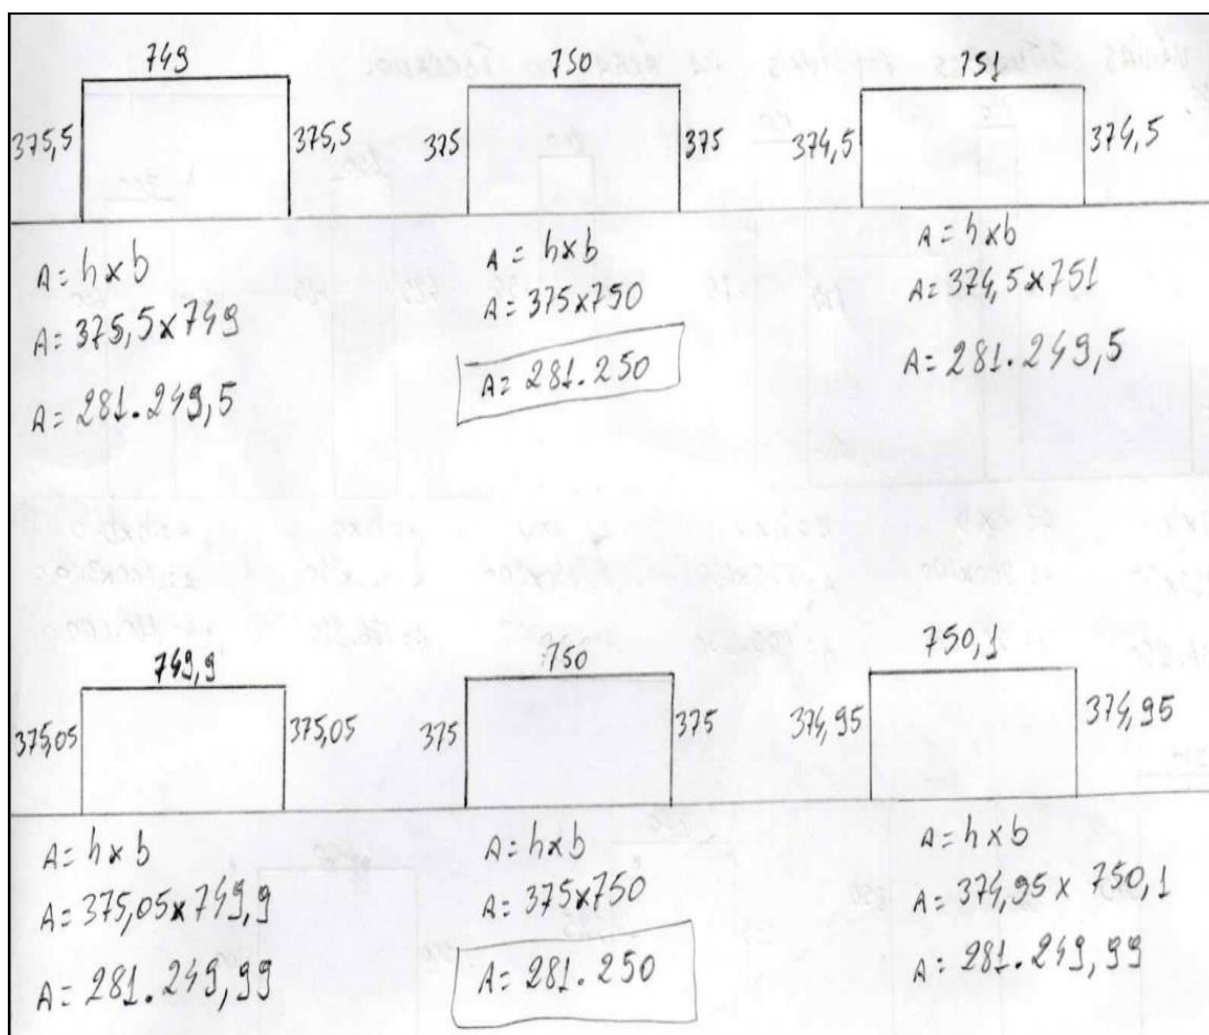 749 750 751
375,5 375,5 375 375 374,5 374,5
A = h x b A = h x b A = h x b
A = 375,5 x 749 A = 375 x 750 A = 374,5 x 751
A = 281.249,5 A = 281.250 A = 281.249,5
749,9 750 750,1
375,05 375,05 375 375 374,95 374,95
A = h x b A = h x b A = h x b
A = 375,05 x 749,9 A = 375 x 750 A = 374,95 x 750,1
A = 281.249,99 A = 281.250 A = 281.249,99